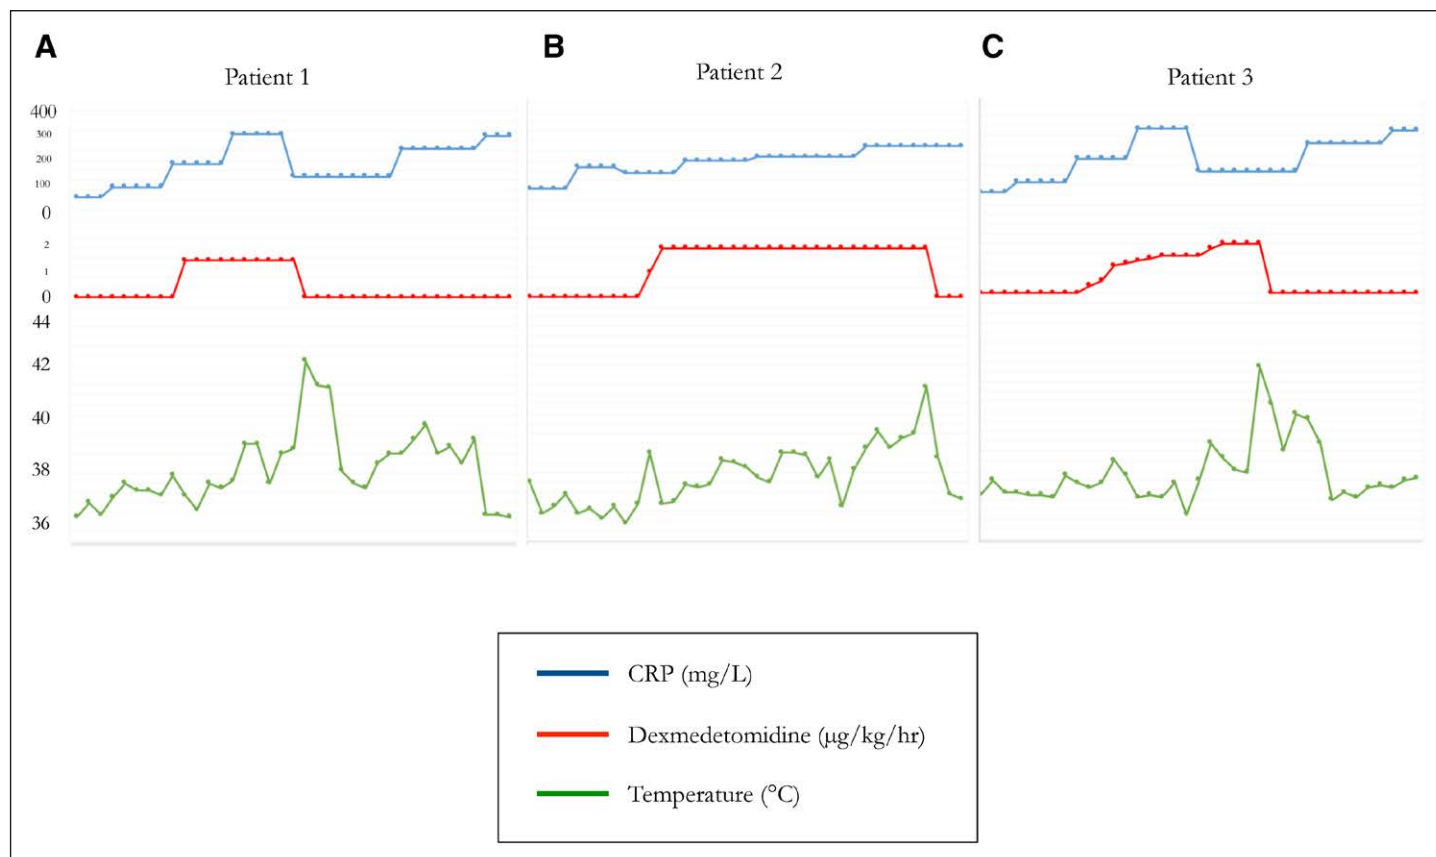 A
B
C
Patient 1
Patient 2
Patient 3
400
300
200
100
0
2
1
0
44
42
40
38
36
CRP (mg/L)
Dexmedetomidine (μg/kg/hr)
Temperature (°C)